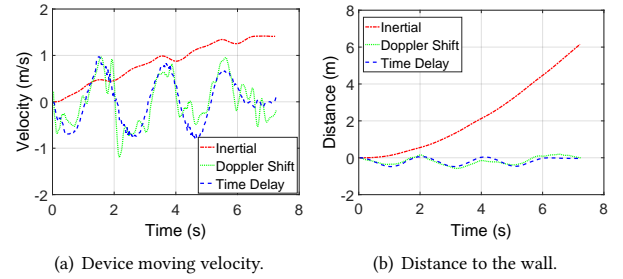 2
1
0
-1
-2
Velocity (m/s)
0 2 4 6 8
Time (s)
Inertial
Doppler Shift
Time Delay
(a) Device moving velocity.
8
6
4
2
0
-2
Distance (m)
0 2 4 6 8
Time (s)
Inertial
Doppler Shift
Time Delay
(b) Distance to the wall.